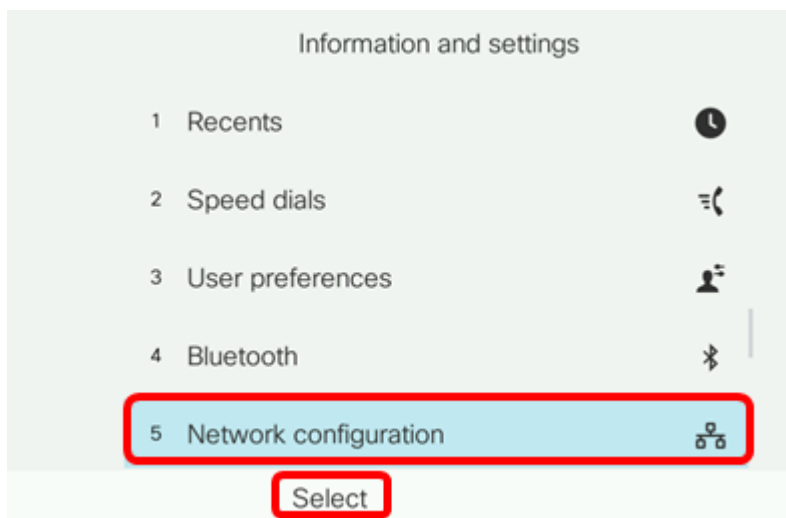 Information and settings
1 Recents
2 Speed dials
3 User preferences
4 Bluetooth
5 Network configuration
Select